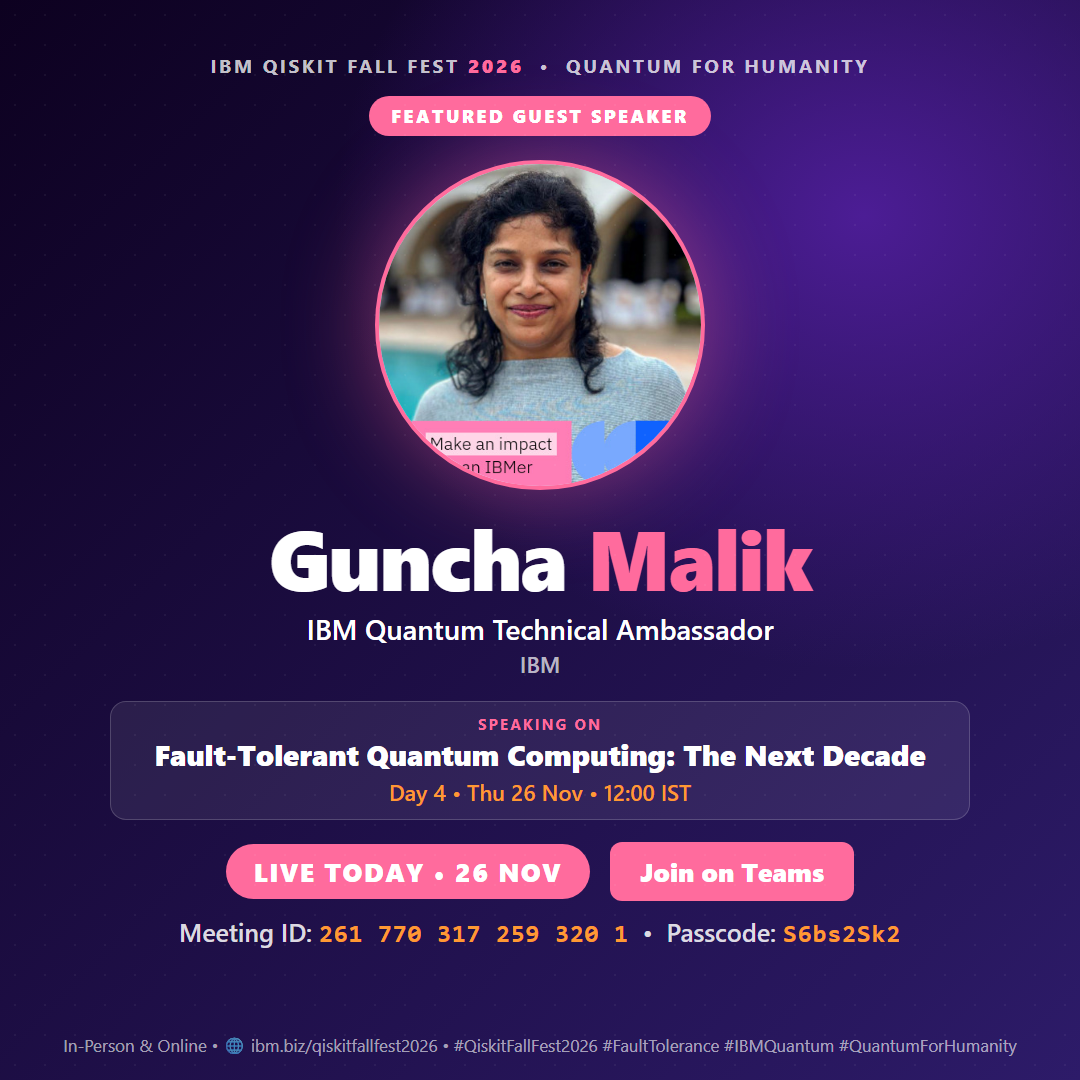 IBM QISKIT FALL FEST 2026 • QUANTUM FOR HUMANITY
FEATURED GUEST SPEAKER
Make an impact
an IBMer
Guncha Malik
IBM Quantum Technical Ambassador
IBM
SPEAKING ON
Fault-Tolerant Quantum Computing: The Next Decade
Day 4 • Thu 26 Nov • 12:00 IST
LIVE TODAY • 26 NOV
Join on Teams
Meeting ID: 261 770 317 259 320 1 • Passcode: S6bs2Sk2
In-Person & Online • 🌐 ibm.biz/qiskitfallfest2026 • #QiskitFallFest2026 #FaultTolerance #IBMQuantum #QuantumForHumanity